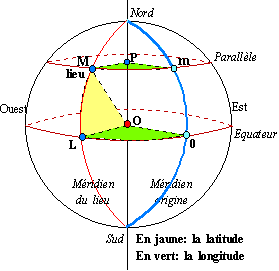 Nord
P
M
m
Parallèle
lieu
Ouest
Est
O
L
0
Equateur
Méridien
du lieu
Méridien
origine
Sud
En jaune: la latitude
En vert: la longitude